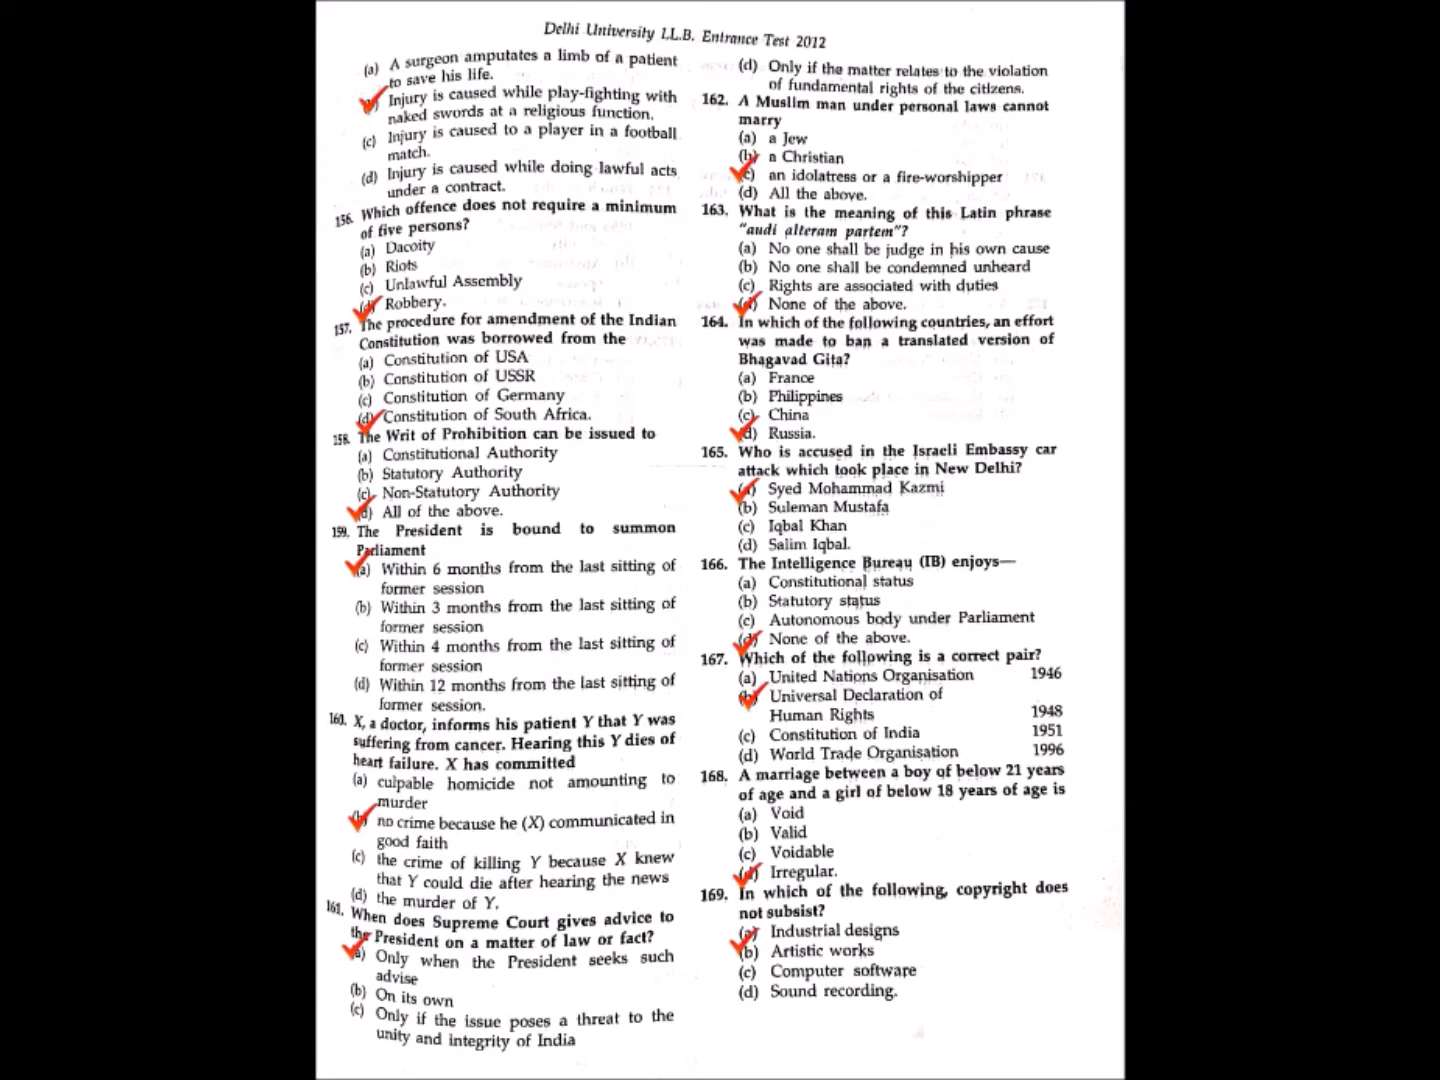 Delhi University LL.B. Entrance Test 2012
(a) A surgeon amputates a limb of a patient
to save his life.
Injury is caused while play-fighting with
naked swords at a religious function.
(c) Injury is caused to a player in a football
match.
(d) Injury is caused while doing lawful acts
under a contract.
156. Which offence does not require a minimum
of five persons?
(a) Dacoity
(b) Riots
(c) Unlawful Assembly
(d) Robbery.
157. The procedure for amendment of the Indian
Constitution was borrowed from the
(a) Constitution of USA
(b) Constitution of USSR
(c) Constitution of Germany
(d) Constitution of South Africa.
158. The Writ of Prohibition can be issued to
(a) Constitutional Authority
(b) Statutory Authority
(c) Non-Statutory Authority
(d) All of the above.
159. The President is bound to summon
Parliament
(a) Within 6 months from the last sitting of
former session
(b) Within 3 months from the last sitting of
former session
(c) Within 4 months from the last sitting of
former session
(d) Within 12 months from the last sitting of
former session.
160. X, a doctor, informs his patient Y that Y was
suffering from cancer. Hearing this Y dies of
heart failure. X has committed
(a) culpable homicide not amounting to
murder
(b) no crime because he (X) communicated in
good faith
(c) the crime of killing Y because X knew
that Y could die after hearing the news
(d) the murder of Y.
161. When does Supreme Court gives advice to
the President on a matter of law or fact?
(a) Only when the President seeks such
advise
(b) On its own
(c) Only if the issue poses a threat to the
unity and integrity of India
(d) Only if the matter relates to the violation
of fundamental rights of the citizens.
162. A Muslim man under personal laws cannot
marry
(a) a Jew
(b) a Christian
(c) an idolatress or a fire-worshipper
(d) All the above.
163. What is the meaning of this Latin phrase
"audi alteram partem"?
(a) No one shall be judge in his own cause
(b) No one shall be condemned unheard
(c) Rights are associated with duties
(d) None of the above.
164. In which of the following countries, an effort
was made to ban a translated version of
Bhagavad Gita?
(a) France
(b) Philippines
(c) China
(d) Russia.
165. Who is accused in the Israeli Embassy car
attack which took place in New Delhi?
(a) Syed Mohammad Kazmi
(b) Suleman Mustafa
(c) Iqbal Khan
(d) Salim Iqbal.
166. The Intelligence Bureau (IB) enjoys—
(a) Constitutional status
(b) Statutory status
(c) Autonomous body under Parliament
(d) None of the above.
167. Which of the following is a correct pair?
(a) United Nations Organisation 1946
(b) Universal Declaration of
Human Rights 1948
(c) Constitution of India 1951
(d) World Trade Organisation 1996
168. A marriage between a boy of below 21 years
of age and a girl of below 18 years of age is
(a) Void
(b) Valid
(c) Voidable
(d) Irregular.
169. In which of the following, copyright does
not subsist?
(a) Industrial designs
(b) Artistic works
(c) Computer software
(d) Sound recording.